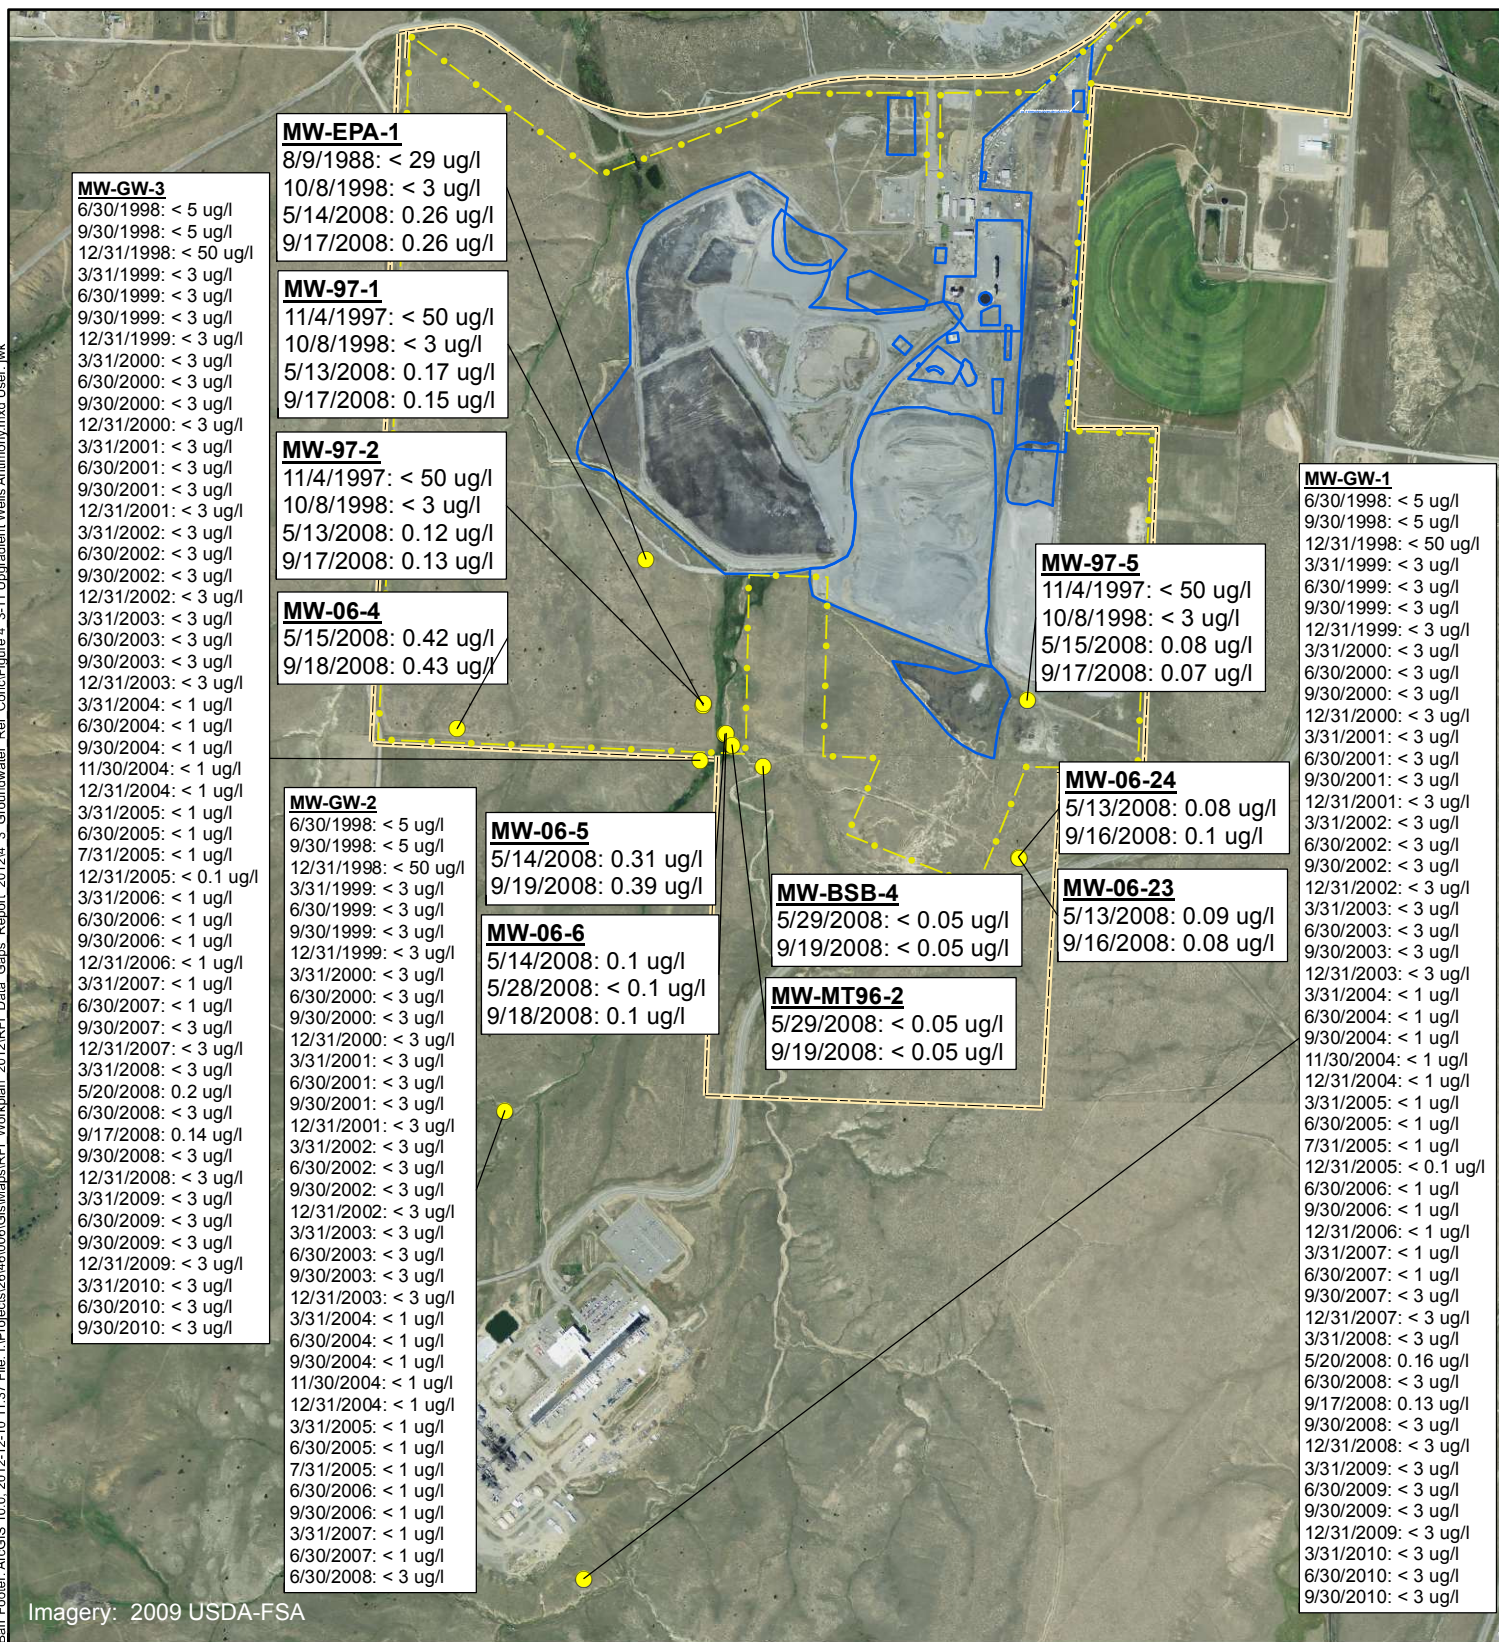 MW-EPA-1
8/9/1988: < 29 ug/l
10/8/1998: < 3 ug/l
5/14/2008: 0.26 ug/l
9/17/2008: 0.26 ug/l
MW-97-1
11/4/1997: < 50 ug/l
10/8/1998: < 3 ug/l
5/13/2008: 0.17 ug/l
9/17/2008: 0.15 ug/l
MW-97-2
11/4/1997: < 50 ug/l
10/8/1998: < 3 ug/l
5/13/2008: 0.12 ug/l
9/17/2008: 0.13 ug/l
MW-06-4
5/15/2008: 0.42 ug/l
9/18/2008: 0.43 ug/l
MW-GW-3
6/30/1998: < 5 ug/l
9/30/1998: < 5 ug/l
12/31/1998: < 50 ug/l
3/31/1999: < 3 ug/l
6/30/1999: < 3 ug/l
9/30/1999: < 3 ug/l
12/31/1999: < 3 ug/l
3/31/2000: < 3 ug/l
6/30/2000: < 3 ug/l
9/30/2000: < 3 ug/l
12/31/2000: < 3 ug/l
3/31/2001: < 3 ug/l
6/30/2001: < 3 ug/l
9/30/2001: < 3 ug/l
12/31/2001: < 3 ug/l
3/31/2002: < 3 ug/l
6/30/2002: < 3 ug/l
9/30/2002: < 3 ug/l
12/31/2002: < 3 ug/l
3/31/2003: < 3 ug/l
6/30/2003: < 3 ug/l
9/30/2003: < 3 ug/l
12/31/2003: < 3 ug/l
3/31/2004: < 1 ug/l
6/30/2004: < 1 ug/l
9/30/2004: < 1 ug/l
11/30/2004: < 1 ug/l
12/31/2004: < 1 ug/l
3/31/2005: < 1 ug/l
6/30/2005: < 1 ug/l
7/31/2005: < 1 ug/l
12/31/2005: < 0.1 ug/l
3/31/2006: < 1 ug/l
6/30/2006: < 1 ug/l
9/30/2006: < 1 ug/l
12/31/2006: < 1 ug/l
3/31/2007: < 1 ug/l
6/30/2007: < 1 ug/l
9/30/2007: < 3 ug/l
12/31/2007: < 3 ug/l
3/31/2008: < 3 ug/l
5/20/2008: 0.2 ug/l
6/30/2008: < 3 ug/l
9/17/2008: 0.14 ug/l
9/30/2008: < 3 ug/l
12/31/2008: < 3 ug/l
3/31/2009: < 3 ug/l
6/30/2009: < 3 ug/l
9/30/2009: < 3 ug/l
12/31/2009: < 3 ug/l
3/31/2010: < 3 ug/l
6/30/2010: < 3 ug/l
9/30/2010: < 3 ug/l
MW-GW-2
6/30/1998: < 5 ug/l
9/30/1998: < 5 ug/l
12/31/1998: < 50 ug/l
3/31/1999: < 3 ug/l
6/30/1999: < 3 ug/l
9/30/1999: < 3 ug/l
12/31/1999: < 3 ug/l
3/31/2000: < 3 ug/l
6/30/2000: < 3 ug/l
9/30/2000: < 3 ug/l
12/31/2000: < 3 ug/l
3/31/2001: < 3 ug/l
6/30/2001: < 3 ug/l
9/30/2001: < 3 ug/l
12/31/2001: < 3 ug/l
3/31/2002: < 3 ug/l
6/30/2002: < 3 ug/l
9/30/2002: < 3 ug/l
12/31/2002: < 3 ug/l
3/31/2003: < 3 ug/l
6/30/2003: < 3 ug/l
9/30/2003: < 3 ug/l
12/31/2003: < 3 ug/l
3/31/2004: < 1 ug/l
6/30/2004: < 1 ug/l
9/30/2004: < 1 ug/l
11/30/2004: < 1 ug/l
12/31/2004: < 1 ug/l
3/31/2005: < 1 ug/l
6/30/2005: < 1 ug/l
7/31/2005: < 1 ug/l
6/30/2006: < 1 ug/l
9/30/2006: < 1 ug/l
3/31/2007: < 1 ug/l
6/30/2007: < 1 ug/l
6/30/2008: < 3 ug/l
MW-06-5
5/14/2008: 0.31 ug/l
9/19/2008: 0.39 ug/l
MW-06-6
5/14/2008: 0.1 ug/l
5/28/2008: < 0.1 ug/l
9/18/2008: 0.1 ug/l
MW-BSB-4
5/29/2008: < 0.05 ug/l
9/19/2008: < 0.05 ug/l
MW-MT96-2
5/29/2008: < 0.05 ug/l
9/19/2008: < 0.05 ug/l
MW-97-5
11/4/1997: < 50 ug/l
10/8/1998: < 3 ug/l
5/15/2008: 0.08 ug/l
9/17/2008: 0.07 ug/l
MW-06-24
5/13/2008: 0.08 ug/l
9/16/2008: 0.1 ug/l
MW-06-23
5/13/2008: 0.09 ug/l
9/16/2008: 0.08 ug/l
MW-GW-1
6/30/1998: < 5 ug/l
9/30/1998: < 5 ug/l
12/31/1998: < 50 ug/l
3/31/1999: < 3 ug/l
6/30/1999: < 3 ug/l
9/30/1999: < 3 ug/l
12/31/1999: < 3 ug/l
3/31/2000: < 3 ug/l
6/30/2000: < 3 ug/l
9/30/2000: < 3 ug/l
12/31/2000: < 3 ug/l
3/31/2001: < 3 ug/l
6/30/2001: < 3 ug/l
9/30/2001: < 3 ug/l
12/31/2001: < 3 ug/l
3/31/2002: < 3 ug/l
6/30/2002: < 3 ug/l
9/30/2002: < 3 ug/l
12/31/2002: < 3 ug/l
3/31/2003: < 3 ug/l
6/30/2003: < 3 ug/l
9/30/2003: < 3 ug/l
12/31/2003: < 3 ug/l
3/31/2004: < 1 ug/l
6/30/2004: < 1 ug/l
9/30/2004: < 1 ug/l
11/30/2004: < 1 ug/l
12/31/2004: < 1 ug/l
3/31/2005: < 1 ug/l
6/30/2005: < 1 ug/l
7/31/2005: < 1 ug/l
12/31/2005: < 0.1 ug/l
6/30/2006: < 1 ug/l
9/30/2006: < 1 ug/l
12/31/2006: < 1 ug/l
3/31/2007: < 1 ug/l
6/30/2007: < 1 ug/l
9/30/2007: < 3 ug/l
12/31/2007: < 3 ug/l
3/31/2008: < 3 ug/l
5/20/2008: 0.16 ug/l
6/30/2008: < 3 ug/l
9/17/2008: 0.13 ug/l
9/30/2008: < 3 ug/l
12/31/2008: < 3 ug/l
3/31/2009: < 3 ug/l
6/30/2009: < 3 ug/l
9/30/2009: < 3 ug/l
12/31/2009: < 3 ug/l
3/31/2010: < 3 ug/l
6/30/2010: < 3 ug/l
9/30/2010: < 3 ug/l
Imagery: 2009 USDA-FSA